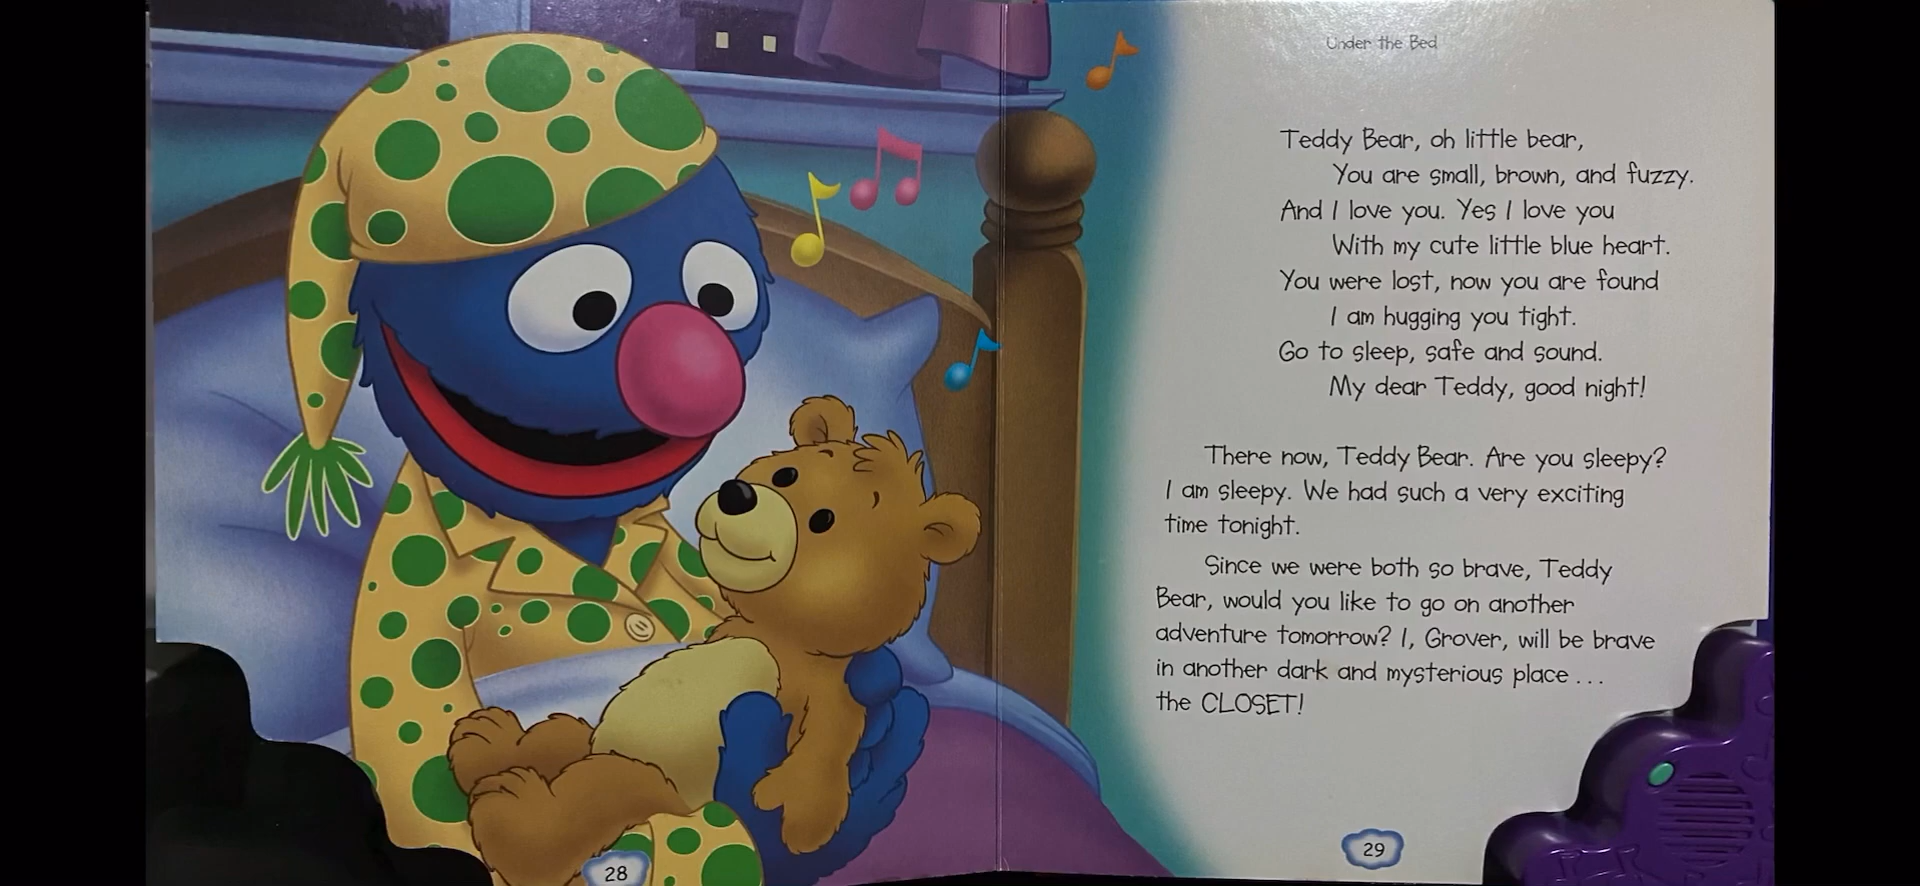 Under the Bed
Teddy Bear, oh little bear,
You are small, brown, and fuzzy.
And I love you. Yes I love you
With my cute little blue heart.
You were lost, now you are found
I am hugging you tight.
Go to sleep, safe and sound.
My dear Teddy, good night!
There now, Teddy Bear. Are you sleepy?
I am sleepy. We had such a very exciting
time tonight.
Since we were both so brave, Teddy
Bear, would you like to go on another
adventure tomorrow? I, Grover, will be brave
in another dark and mysterious place ...
the CLOSET!
28
29